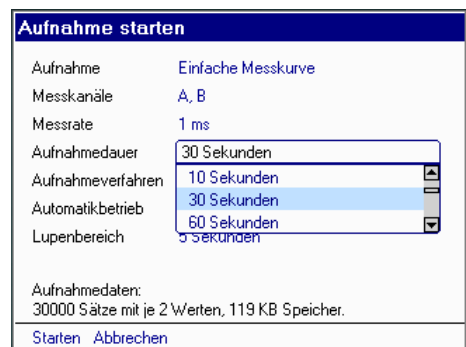 Aufnahme starten
Aufnahme Einfache Messkurve
Messkanäle A, B
Messrate 1 ms
Aufnahmedauer 30 Sekunden
Aufnahmeverfahren 10 Sekunden
30 Sekunden
Automatikbetrieb
60 Sekunden
Lupenbereich 5 Sekunden
Aufnahmedaten:
30000 Sätze mit je 2 Werten, 119 KB Speicher.
Starten Abbrechen